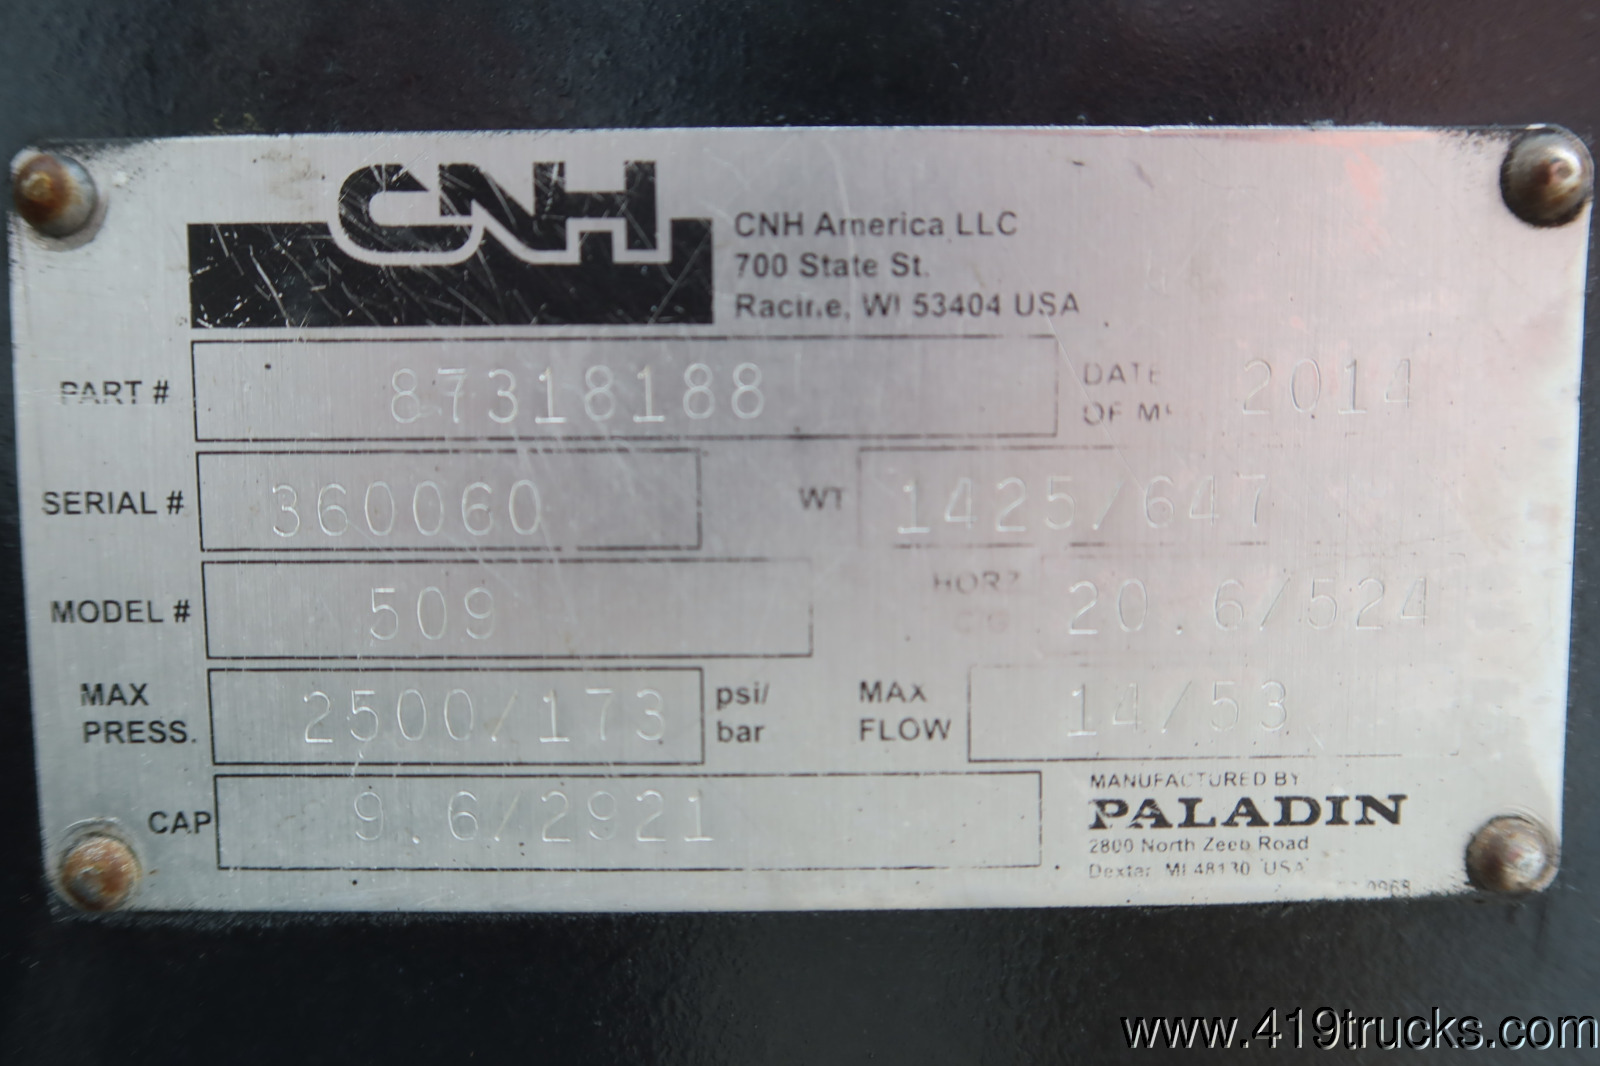 CNH
CNH America LLC
700 State St.
Racine, WI 53404 USA
PART # 87318188 DATE OF 2014
SERIAL # 360060 WT 1425/647
MODEL # 509 HORZ C/G 20.6/524
MAX PRESS. 2500/173 psi/ bar MAX FLOW 14/53
CAP 9.6/2921
MANUFACTURED BY
PALADIN
2800 North Zeeb Road
Dexter MI 48130 USA
0968
www.419trucks.com